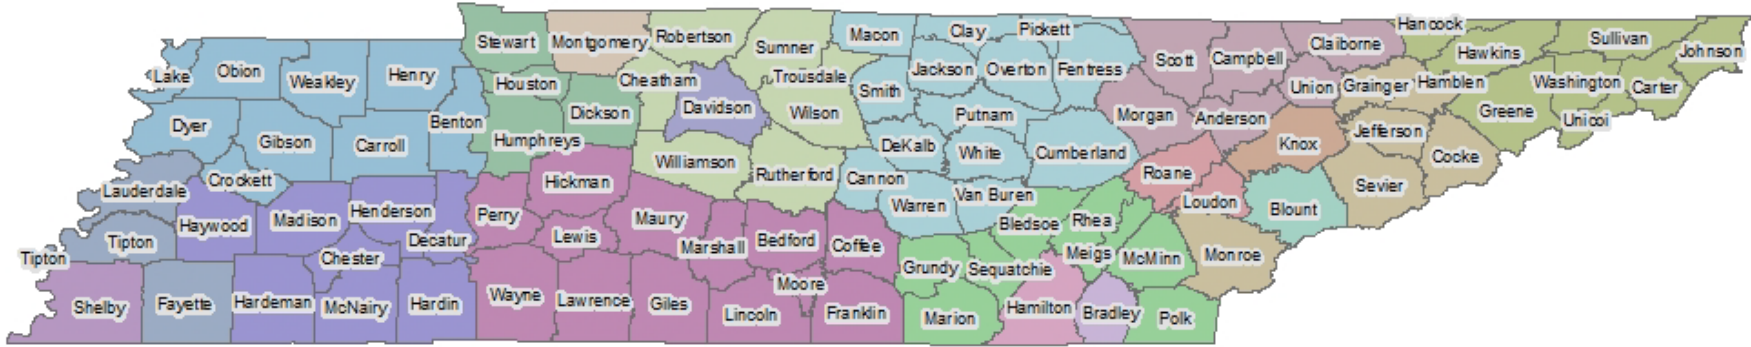 Lake
Obion
Weakley
Henry
Stewart
Montgomery
Robertson
Sumner
Macon
Clay
Pickett
Scott
Campbell
Claiborne
Hancock
Hawkins
Sullivan
Johnson
Houston
Cheatham
Trousdale
Smith
Jackson
Overton
Fentress
Union
Grainger
Hamblen
Washington
Carter
Dyer
Gibson
Carroll
Benton
Humphreys
Dickson
Davidson
Wilson
DeKalb
Putnam
White
Cumberland
Morgan
Anderson
Knox
Jefferson
Greene
Unicoi
Cocke
Lauderdale
Crockett
Hickman
Williamson
Rutherford
Cannon
Warren
Van Buren
Roane
Loudon
Blount
Sevier
Tipton
Tipton
Haywood
Madison
Henderson
Decatur
Chester
Perry
Lewis
Maury
Marshall
Bedford
Coffee
Grundy
Sequatchie
Bledsoe
Rhea
Meigs
McMinn
Monroe
Shelby
Fayette
Hardeman
McNairy
Hardin
Wayne
Lawrence
Giles
Lincoln
Moore
Franklin
Marion
Hamilton
Bradley
Polk